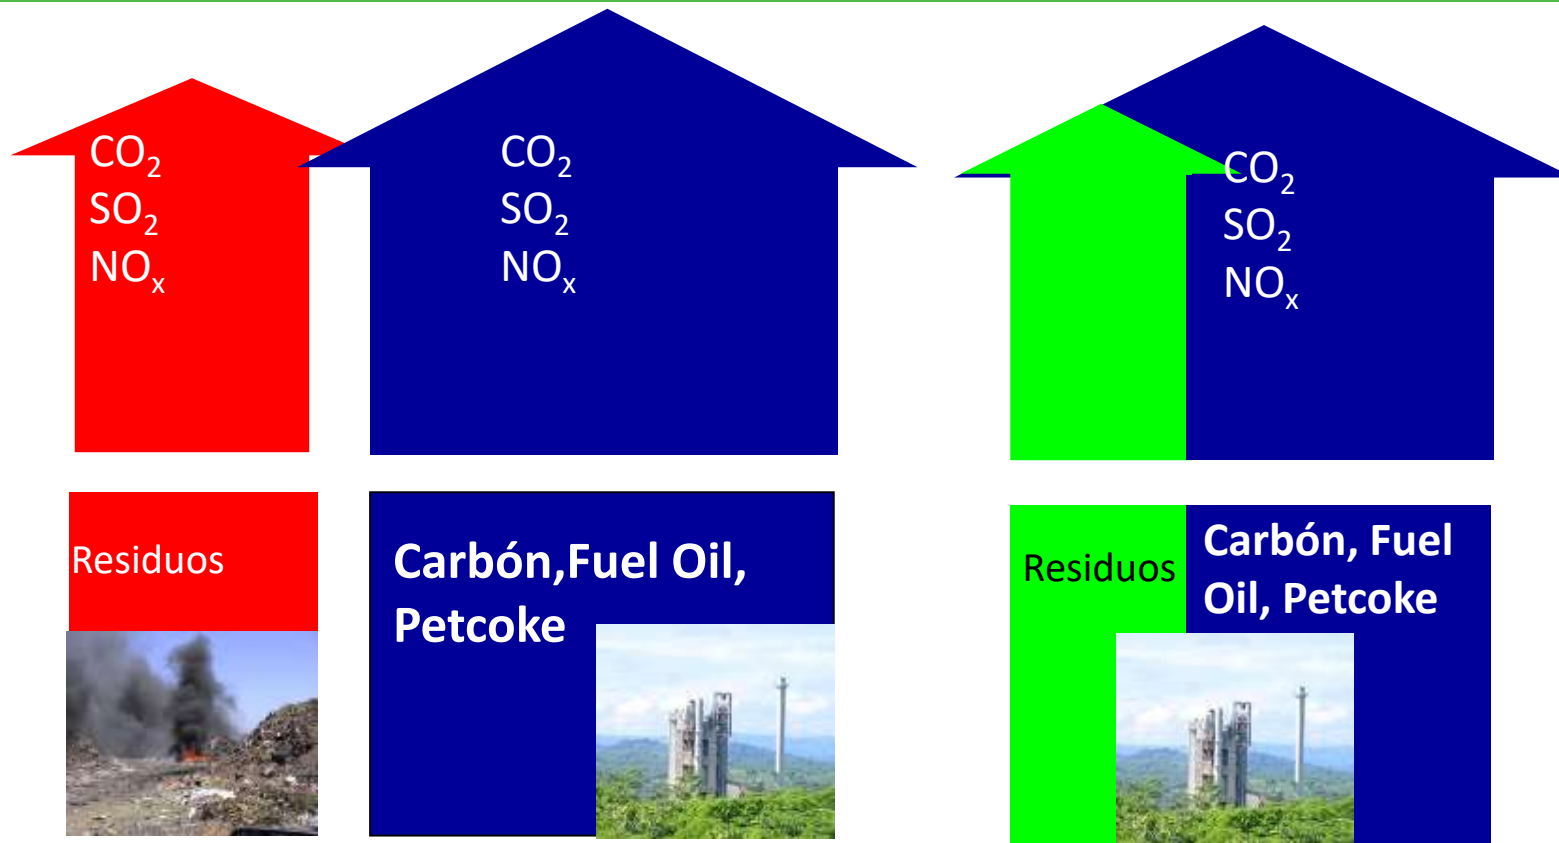 CO₂
SO₂
NOₓ
CO₂
SO₂
NOₓ
CO₂
SO₂
NOₓ
Residuos
Carbón,Fuel Oil,
Petcoke
Residuos
Carbón, Fuel
Oil, Petcoke